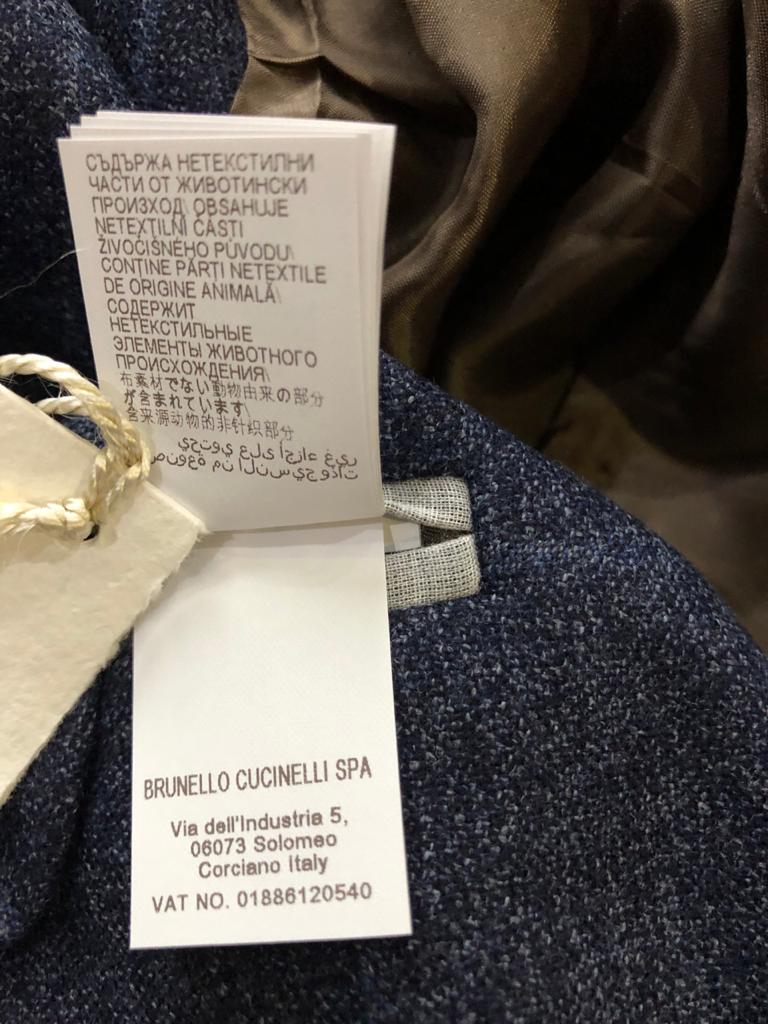 СЪДЪРЖА НЕТЕКСТИЛНИ
ЧАСТИ ОТ ЖИВОТИНСКИ
ПРОИЗХОД\ OBSAHUJE
NETEXTILNÍ ČÁSTI
ŽIVOČIŠNÉHO PŮVODU\
CONŢINE PĂRŢI NETEXTILE
DE ORIGINE ANIMALĂ\
СОДЕРЖИТ
НЕТЕКСТИЛЬНЫЕ
ЭЛЕМЕНТЫ ЖИВОТНОГО
ПРОИСХОЖДЕНИЯ\
布素材でない動物由来の部分
が含まれています\
含来源动物的非针织部分
BRUNELLO CUCINELLI SPA
Via dell'Industria 5,
06073 Solomeo
Corciano Italy
VAT NO. 01886120540